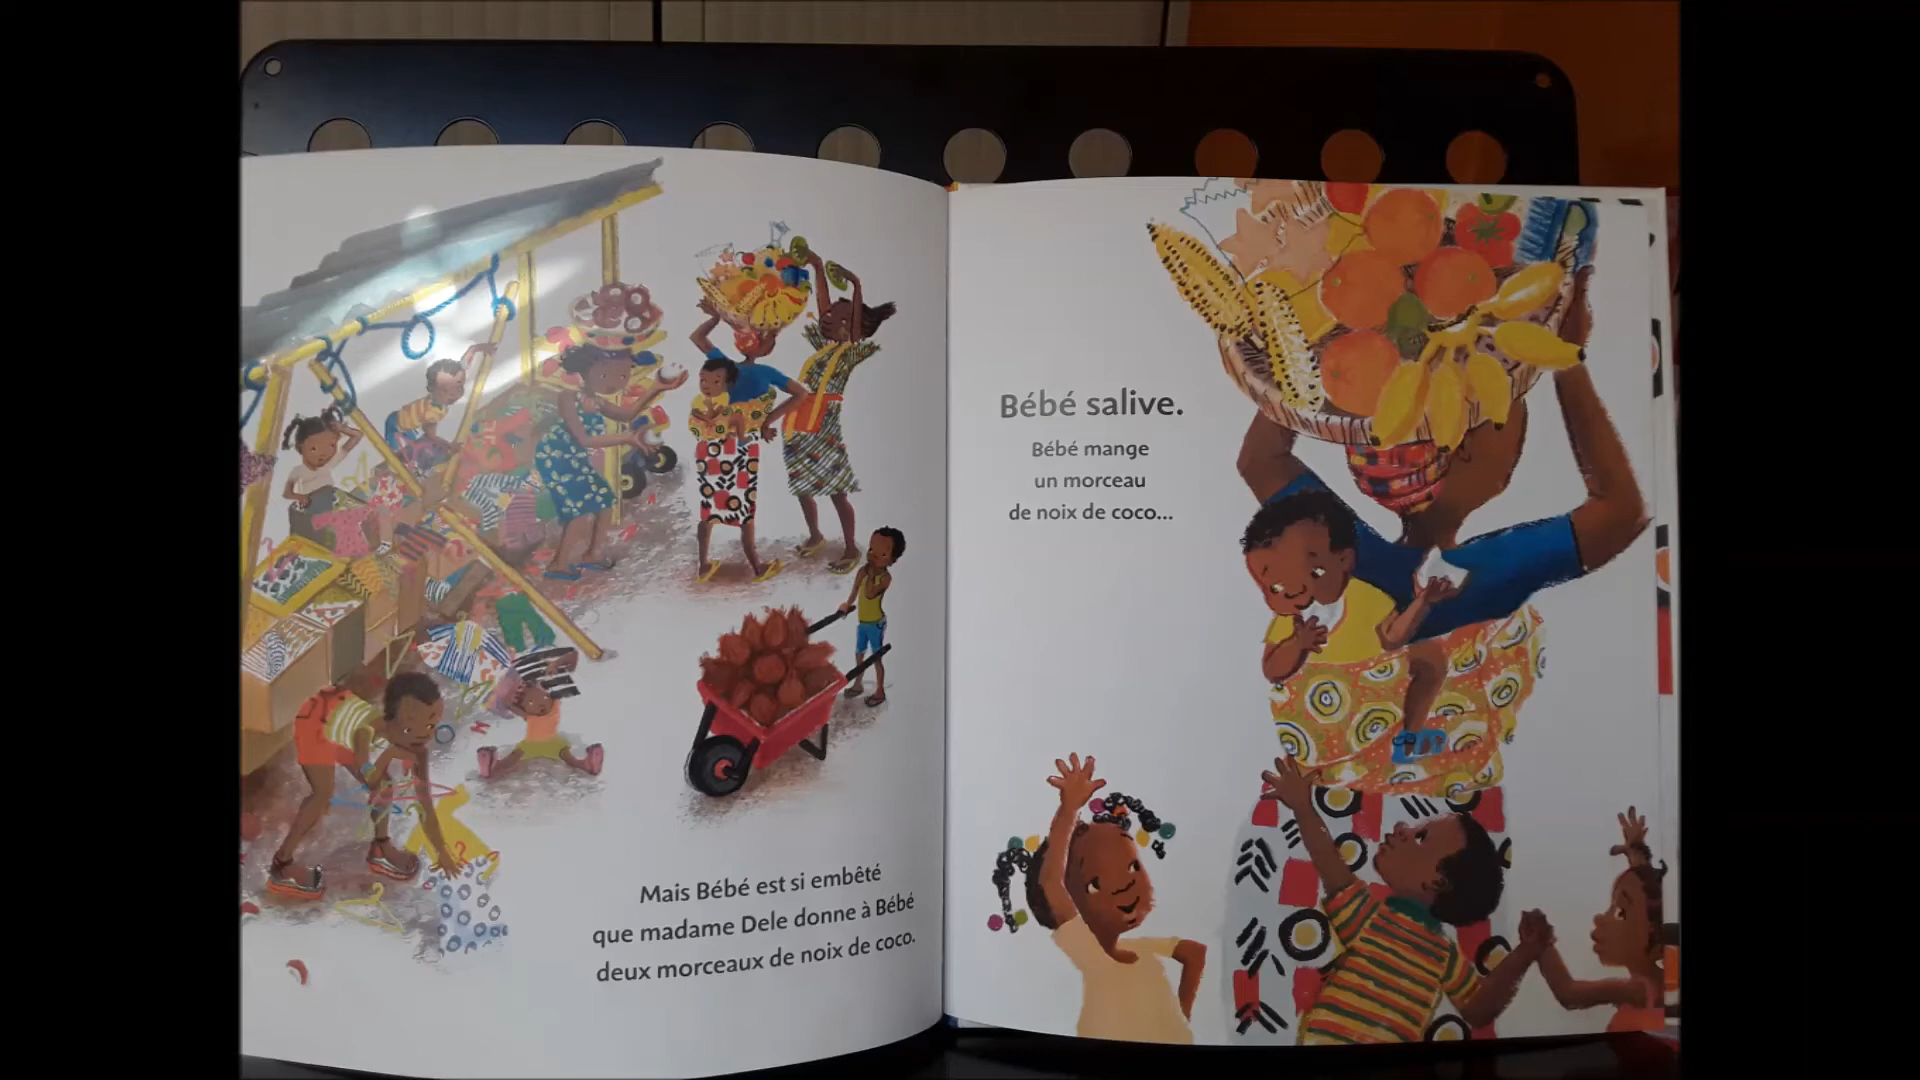 Mais Bébé est si embêté
que madame Dele donne à Bébé
deux morceaux de noix de coco.
Bébé salive.
Bébé mange
un morceau
de noix de coco...